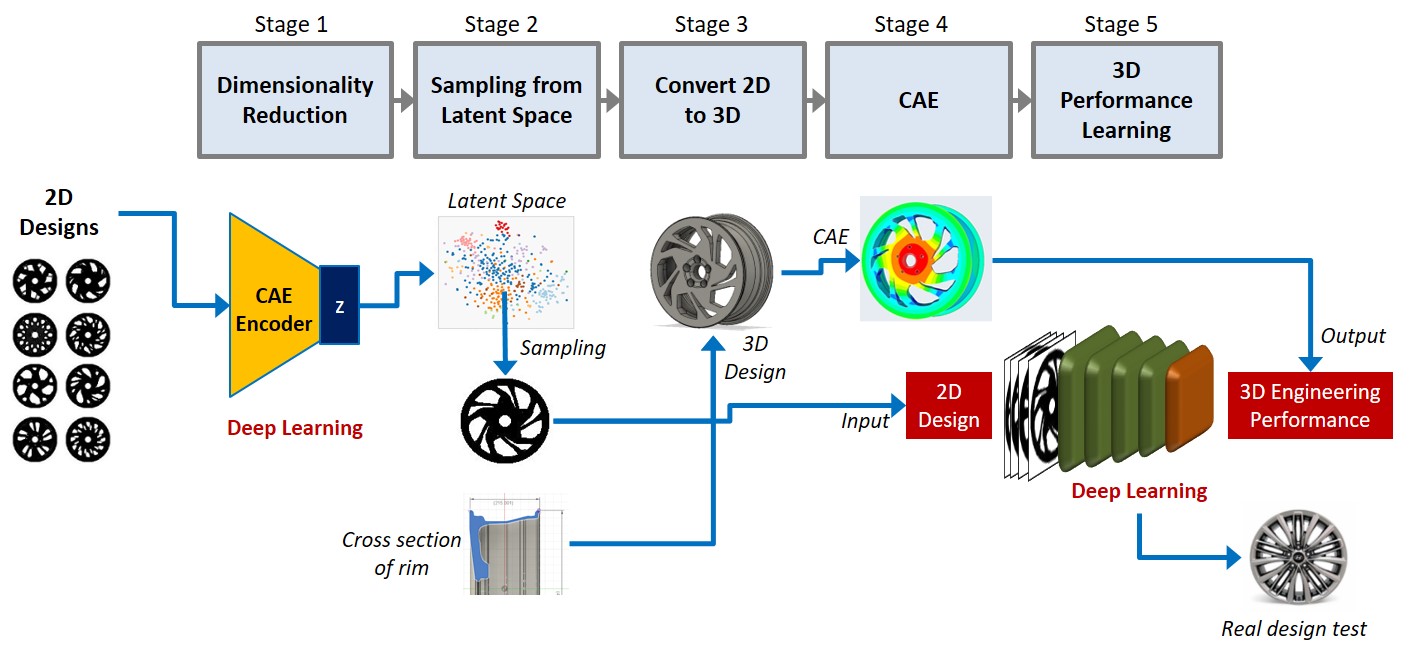 Stage 1
Stage 2
Stage 3
Stage 4
Stage 5
Dimensionality
Reduction
Sampling from
Latent Space
Convert 2D
to 3D
CAE
3D
Performance
Learning
2D
Designs
CAE
Encoder
z
Deep Learning
Latent Space
Sampling
3D
Design
CAE
Input
2D
Design
Output
3D Engineering
Performance
Deep Learning
Cross section
of rim
Real design test